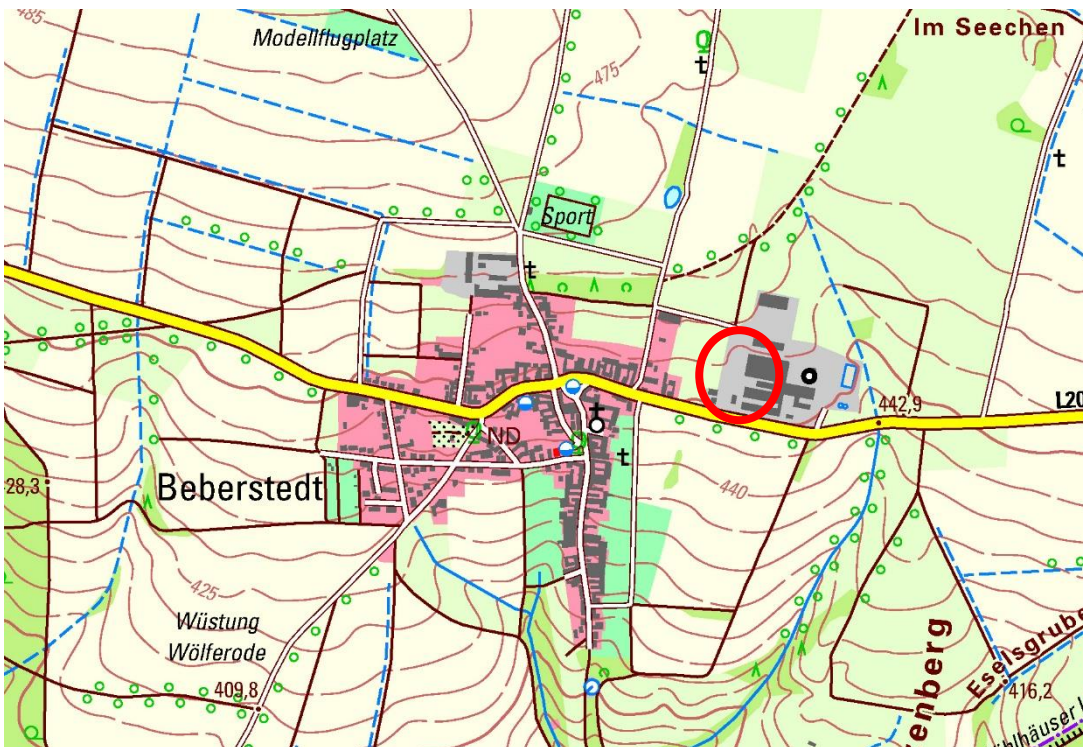 485
Modellflugplatz
Im Seechen
475
t
t
Sport
t
442,9
L20
ND
t
440
28,3
Beberstedt
425
Wüstung
Wölferode
409,8
enberg
Eselsgrube
416,2
hlhäuser